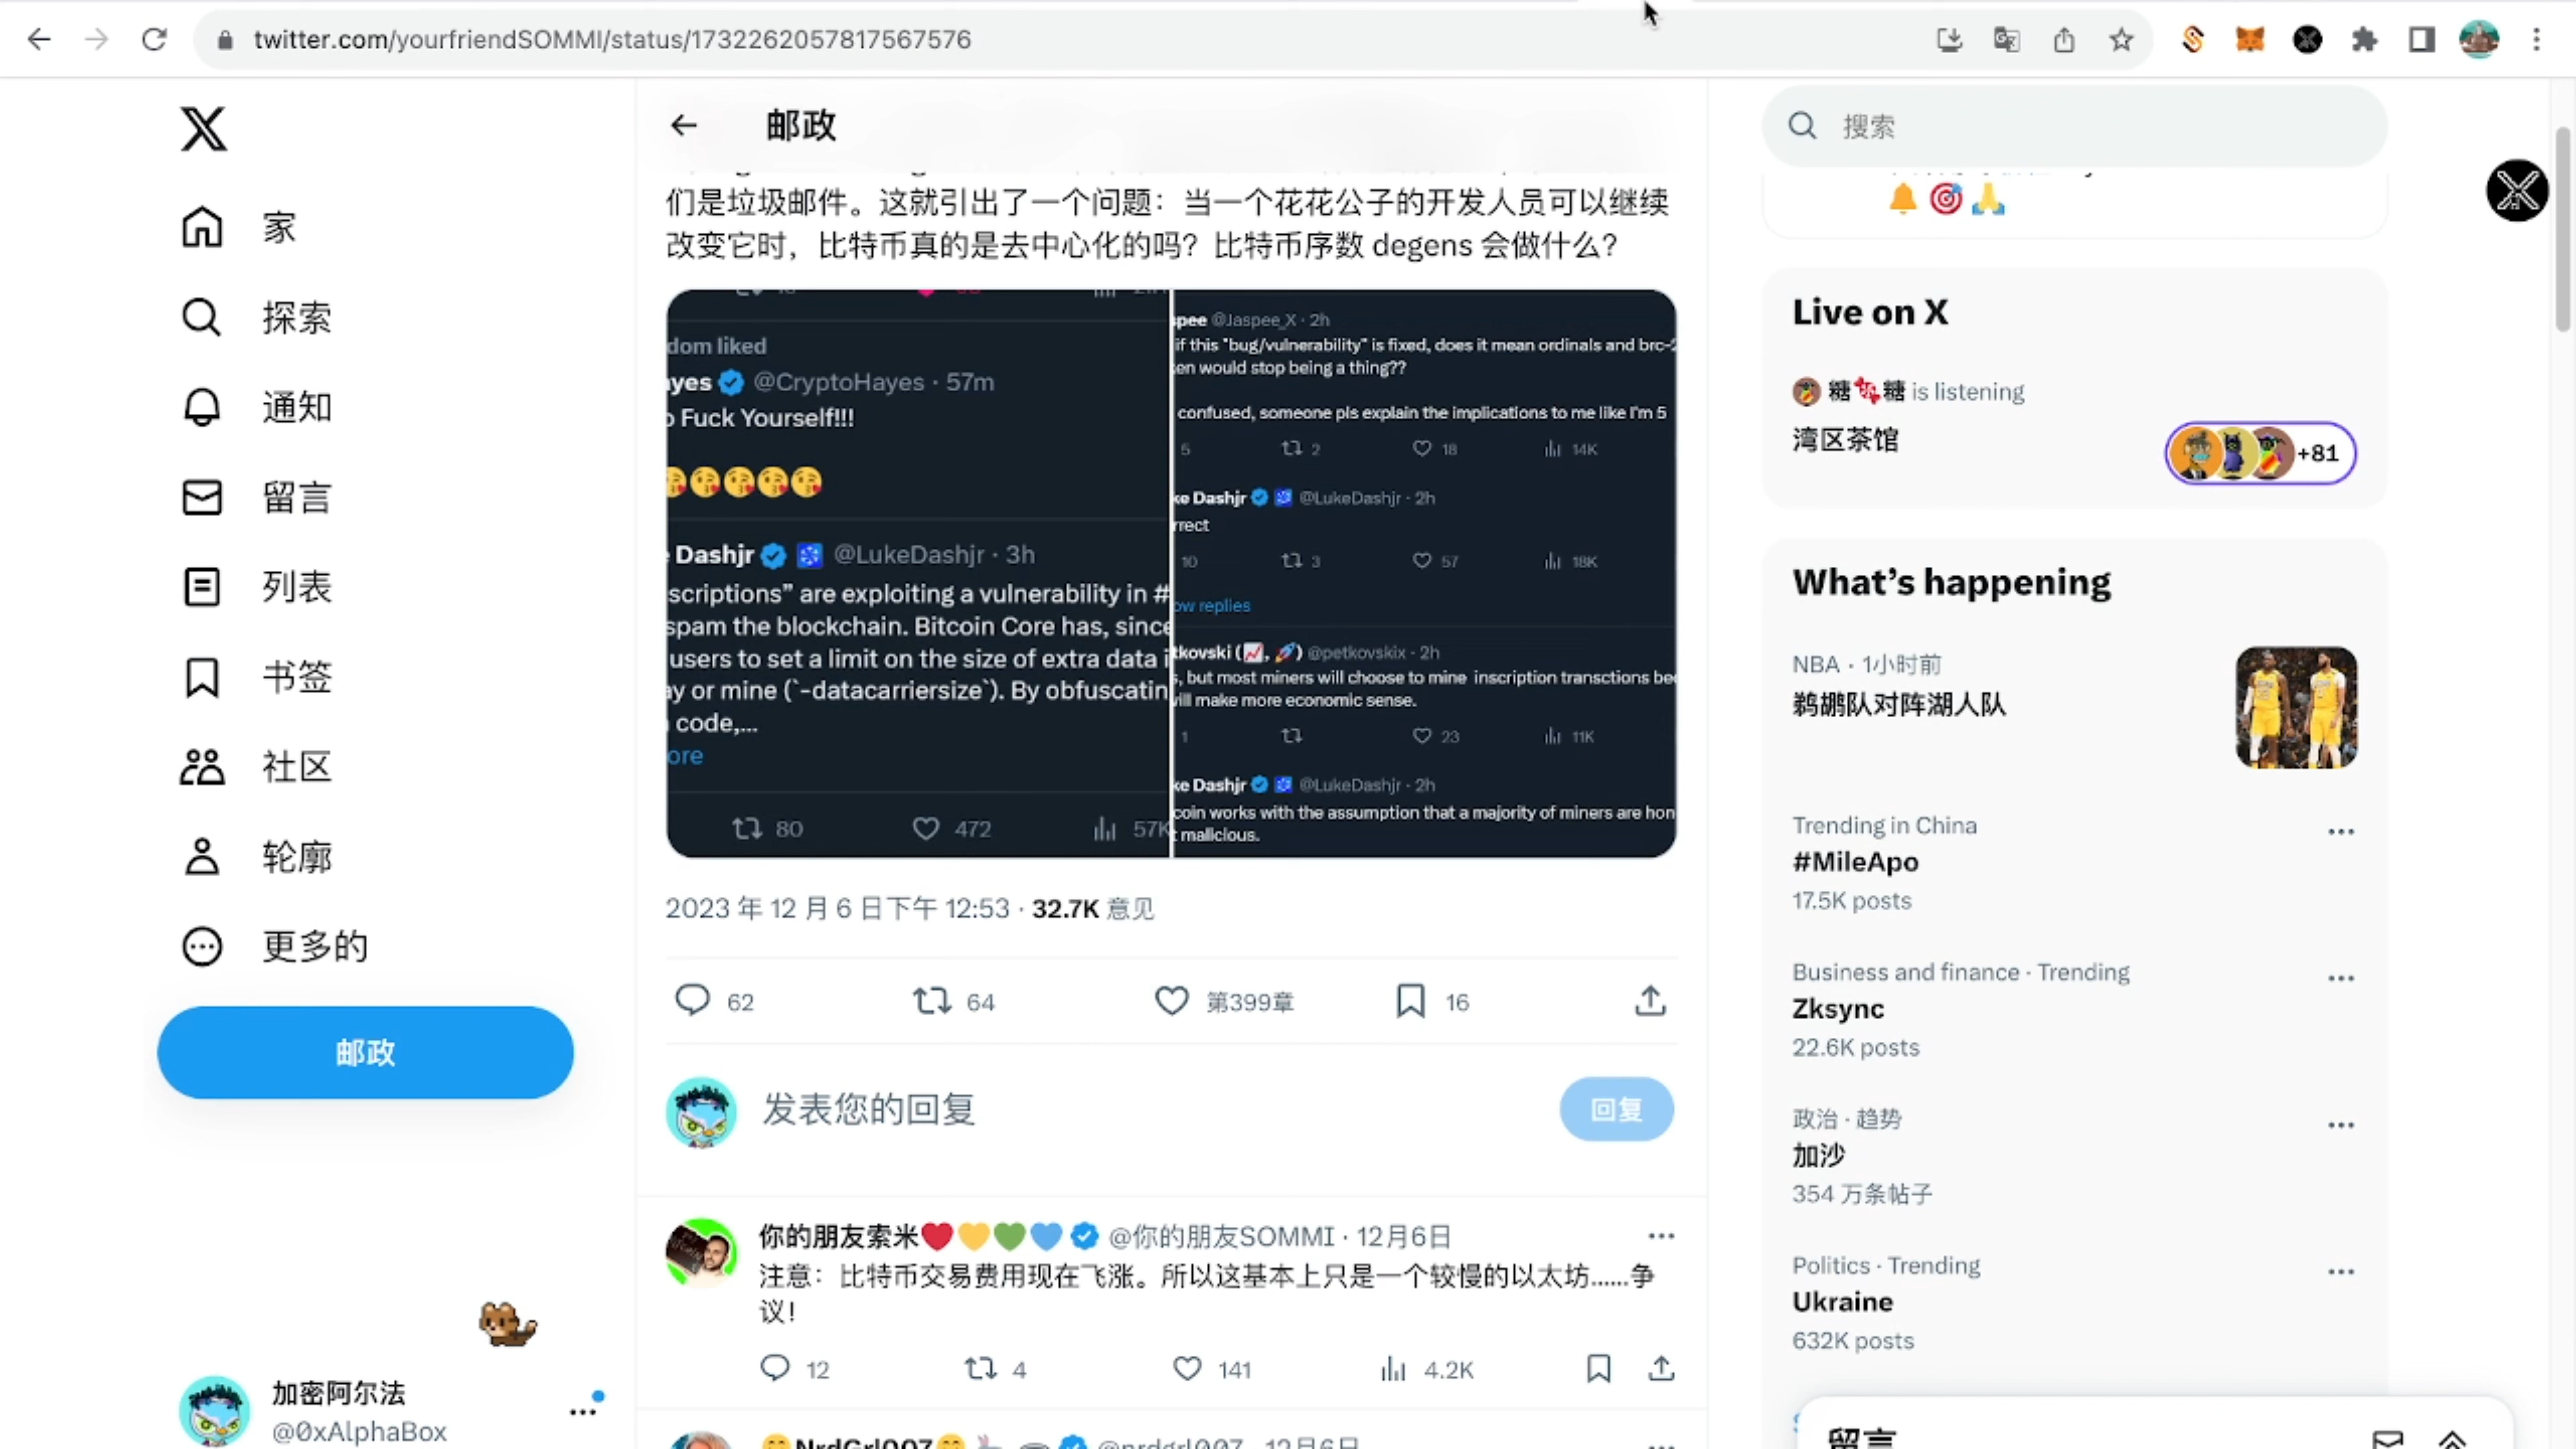 twitter.com/yourfriendSOMMI/status/1732262057817567576
家
探索
通知
留言
列表
书签
社区
轮廓
更多的
邮政
加密阿尔法
@0xAlphaBox
邮政
们是垃圾邮件。这就引出了一个问题：当一个花花公子的开发人员可以继续
改变它时，比特币真的是去中心化的吗？比特币序数 degens 会做什么？
dom liked
yes @CryptoHayes · 57m
o Fuck Yourself!!!
😘😘😘😘😘
Dashjr @LukeDashjr · 3h
scriptions” are exploiting a vulnerability in #
spam the blockchain. Bitcoin Core has, since
users to set a limit on the size of extra data i
ay or mine (`-datacarriersize`). By obfuscatin
code,...
ore
80 472 57K
pee @Jaspee_X · 2h
if this "bug/vulnerability" is fixed, does it mean ordinals and brc-2
en would stop being a thing??
confused, someone pls explain the implications to me like I'm 5
5 2 18 14K
ke Dashjr @LukeDashjr · 2h
rrect
10 3 57 18K
ow replies
tkovski (📈, 🚀) @petkovskix · 2h
s, but most miners will choose to mine inscription transctions bec
vill make more economic sense.
1 23 11K
ke Dashjr @LukeDashjr · 2h
coin works with the assumption that a majority of miners are hon
t malicious.
2023 年 12 月 6 日下午 12:53 · 32.7K 意见
62 64 第399章 16
发表您的回复
回复
你的朋友索米❤️💛💚💙 @你的朋友SOMMI · 12月6日
注意：比特币交易费用现在飞涨。所以这基本上只是一个较慢的以太坊......争
议！
12 4 141 4.2K
NrdGrl007 @nrdgrl007 · 12月6日
搜索
🔔🎯🙏
Live on X
糖糖 is listening
湾区茶馆
+81
What’s happening
NBA · 1小时前
鹈鹕队对阵湖人队
Trending in China
#MileApo
17.5K posts
Business and finance · Trending
Zksync
22.6K posts
政治 · 趋势
加沙
354 万条帖子
Politics · Trending
Ukraine
632K posts
留言